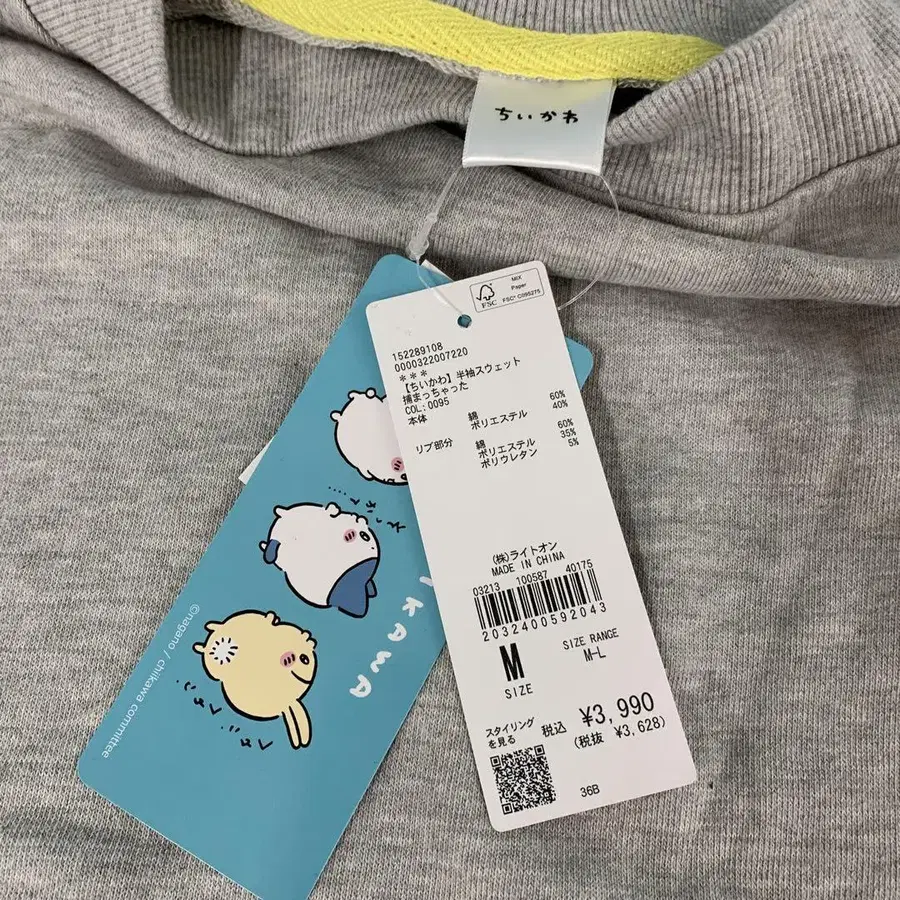 ちいかわ
MIX
Paper
FSC
FSC® C095275
152289108
0000322007220
***
【ちいかわ】半袖スウェット
捕まっちゃった
COL:0095
本体 綿 60%
ポリエステル 40%
リブ部分 綿 60%
ポリエステル 35%
ポリウレタン 5%
(株)ライトオン
MADE IN CHINA
03213 100587 40175
2032400592043
M
SIZE
SIZE RANGE
M-L
スタイリング
を見る
税込 ¥3,990
(税抜 ¥3,628)
36B
KAWA
©nagano / chiikawa committee